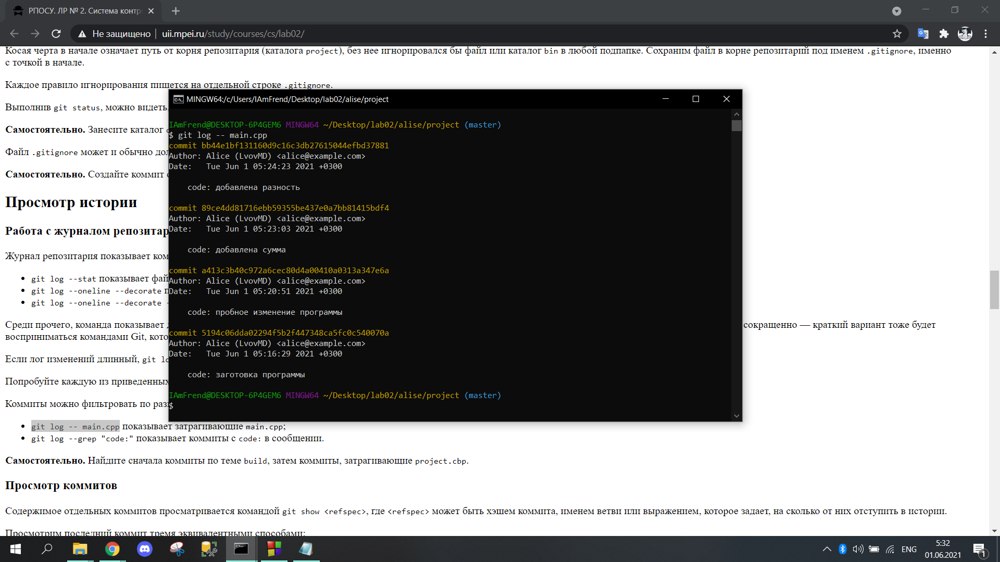 РПОСУ. ЛР № 2. Система контр
Не защищено | uii.mpei.ru/study/courses/cs/lab02/
Косая черта в начале означает путь от корня репозитария (каталога project), без нее игнорировался бы файл или каталог bin в любой подпапке. Сохраним файл в корне репозитарий под именем .gitignore, именно
с точкой в начале.
Каждое правило игнорирования пишется на отдельной строке .gitignore.
Выполнив git status, можно видеть,
Самостоятельно. Занесите каталог
Файл .gitignore может и обычно дол
Самостоятельно. Создайте коммит
Просмотр истории
Работа с журналом репозитар
Журнал репозитария показывает ком
git log --stat показывает фай
git log --oneline --decorate п
git log --oneline --decorate -
Среди прочего, команда показывает
сокращенно — краткий вариант тоже будет
восприниматься командами Git, кото
Если лог изменений длинный, git lo
Попробуйте каждую из приведенных
Коммиты можно фильтровать по раз
MINGW64:/c/Users/IAmFrend/Desktop/lab02/alise/project
IAmFrend@DESKTOP-6P4GEM6 MINGW64 ~/Desktop/lab02/alise/project (master)
$ git log -- main.cpp
commit bb44e1bf131160d9c16c3db27615044efbd37881
Author: Alice (LvovMD) <alice@example.com>
Date:   Tue Jun 1 05:24:23 2021 +0300
code: добавлена разность
commit 89ce4dd81716ebb59355be437e0a7bb81415bdf4
Author: Alice (LvovMD) <alice@example.com>
Date:   Tue Jun 1 05:23:03 2021 +0300
code: добавлена сумма
commit a413c3b40c972a6cec80d4a00410a0313a347e6a
Author: Alice (LvovMD) <alice@example.com>
Date:   Tue Jun 1 05:20:51 2021 +0300
code: пробное изменение программы
commit 5194c06dda02294f5b2f447348ca5fc0c540070a
Author: Alice (LvovMD) <alice@example.com>
Date:   Tue Jun 1 05:16:29 2021 +0300
code: заготовка программы
IAmFrend@DESKTOP-6P4GEM6 MINGW64 ~/Desktop/lab02/alise/project (master)
$
git log -- main.cpp показывает затрагивающие main.cpp;
git log --grep "code:" показывает коммиты с code: в сообщении.
Самостоятельно. Найдите сначала коммиты по теме build, затем коммиты, затрагивающие project.cbp.
Просмотр коммитов
Содержимое отдельных коммитов просматривается командой git show <refspec>, где <refspec> может быть хэшем коммита, именем ветви или выражением, которое задает, на сколько от них отступить в истории.
Просмотрим последний коммит тремя эквивалентными способами:
ENG
5:32
01.06.2021
1